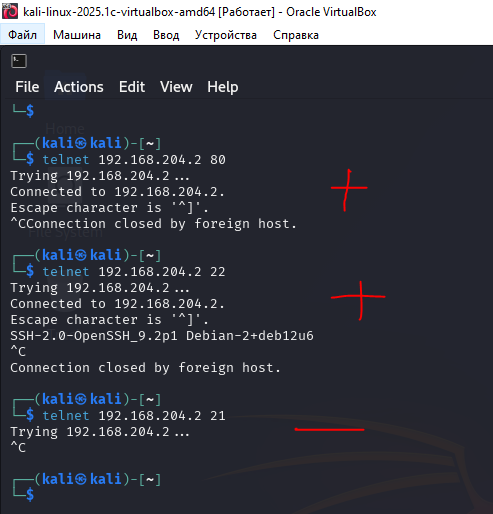 kali-linux-2025.1c-virtualbox-amd64 [Работает] - Oracle VirtualBox
Файл Машина Вид Ввод Устройства Справка
File Actions Edit View Help
└─$
Home
┌──(kali㉿kali)-[~]
└─$ telnet 192.168.204.2 80
Trying 192.168.204.2...
Connected to 192.168.204.2.
Escape character is '^]'.
^CConnection closed by foreign host.
File System
┌──(kali㉿kali)-[~]
└─$ telnet 192.168.204.2 22
Trying 192.168.204.2...
Connected to 192.168.204.2.
Escape character is '^]'.
SSH-2.0-OpenSSH_9.2p1 Debian-2+deb12u6
^C
Connection closed by foreign host.
┌──(kali㉿kali)-[~]
└─$ telnet 192.168.204.2 21
Trying 192.168.204.2...
^C
┌──(kali㉿kali)-[~]
└─$